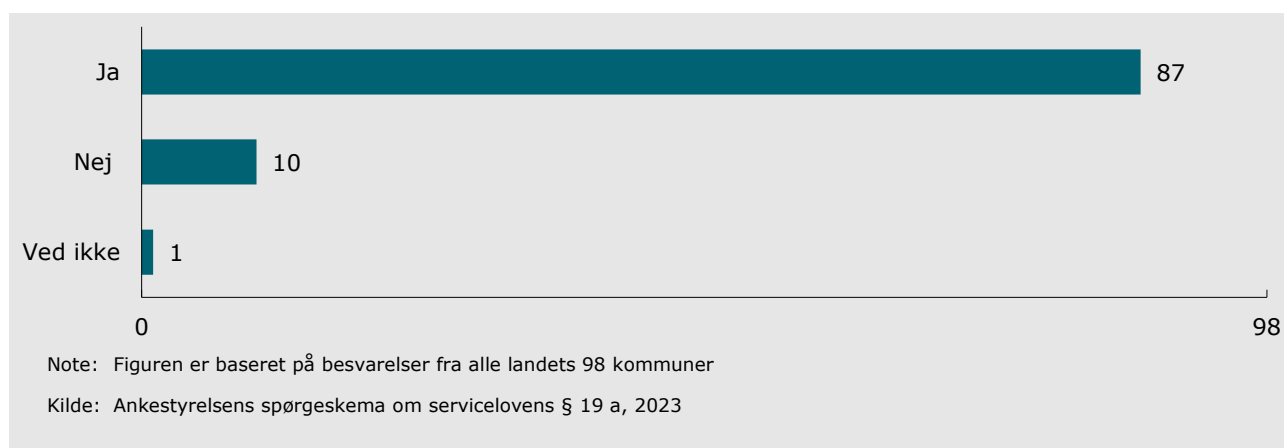 Ja 87
Nej 10
Ved ikke 1
0 98
Note: Figuren er baseret på besvarelser fra alle landets 98 kommuner
Kilde: Ankestyrelsens spørgeskema om servicelovens § 19 a, 2023